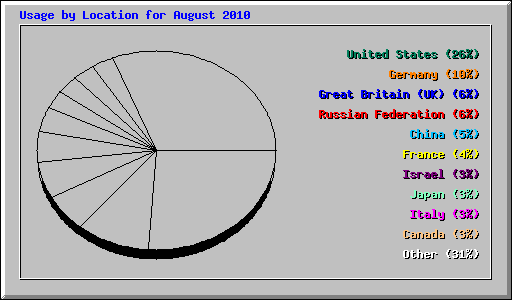 Usage by Location for August 2010
United States (26%)
Germany (10%)
Great Britain (UK) (6%)
Russian Federation (6%)
China (5%)
France (4%)
Israel (3%)
Japan (3%)
Italy (3%)
Canada (3%)
Other (31%)